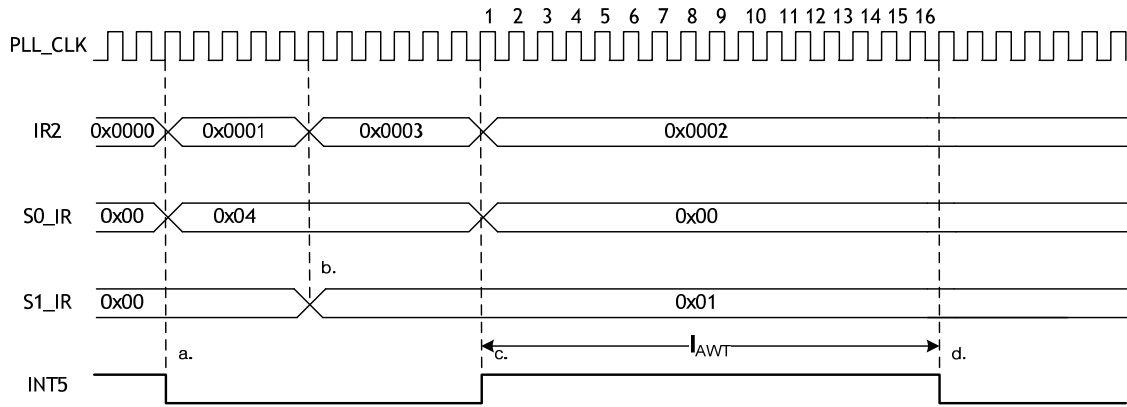 1 2 3 4 5 6 7 8 9 10 11 12 13 14 15 16
PLL_CLK
IR2 0x0000 0x0001 0x0003 0x0002
S0_IR 0x00 0x04 0x00
b.
S1_IR 0x00 0x01
a. c. IAWT d.
INT5